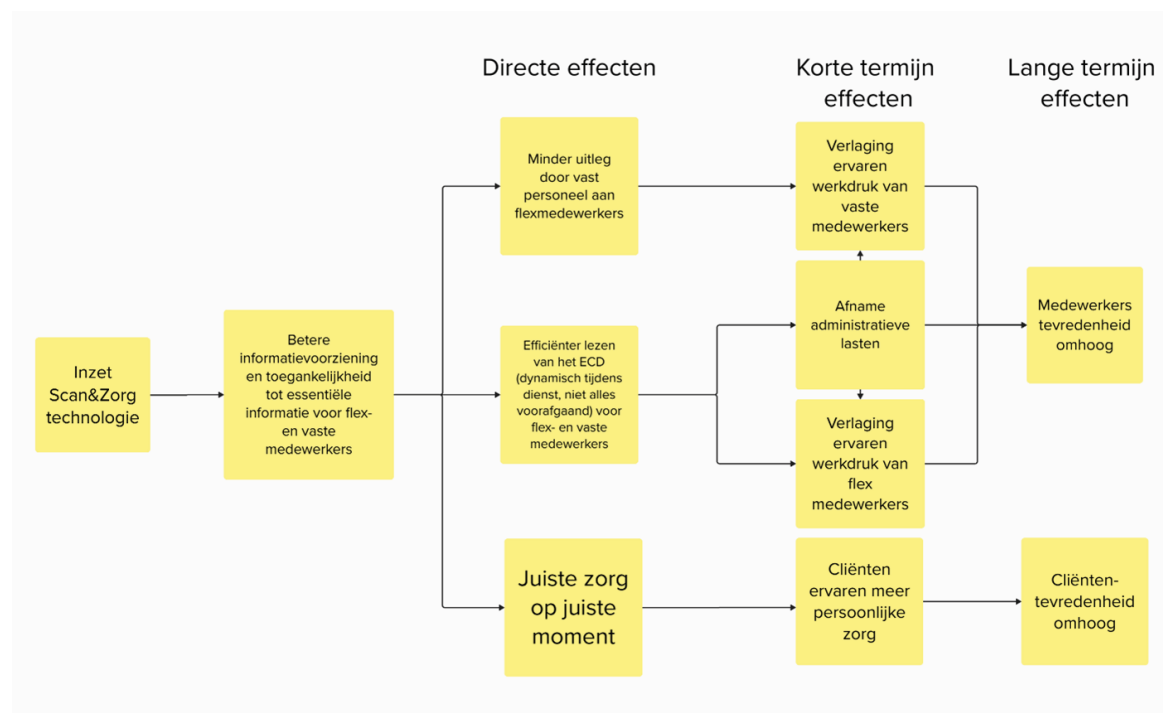 Directe effecten
Korte termijn
effecten
Lange termijn
effecten
Inzet
Scan&Zorg
technologie
Betere
informatievoorziening
en toegankelijkheid
tot essentiële
informatie voor flex-
en vaste
medewerkers
Minder uitleg
door vast
personeel aan
flexmedewerkers
Efficiënter lezen
van het ECD
(dynamisch tijdens
dienst, niet alles
voorafgaand) voor
flex- en vaste
medewerkers
Juiste zorg
op juiste
moment
Verlaging
ervaren
werkdruk van
vaste
medewerkers
Afname
administratieve
lasten
Verlaging
ervaren
werkdruk van
flex
medewerkers
Cliënten
ervaren meer
persoonlijke
zorg
Medewerkers
tevredenheid
omhoog
Cliënten-
tevredenheid
omhoog